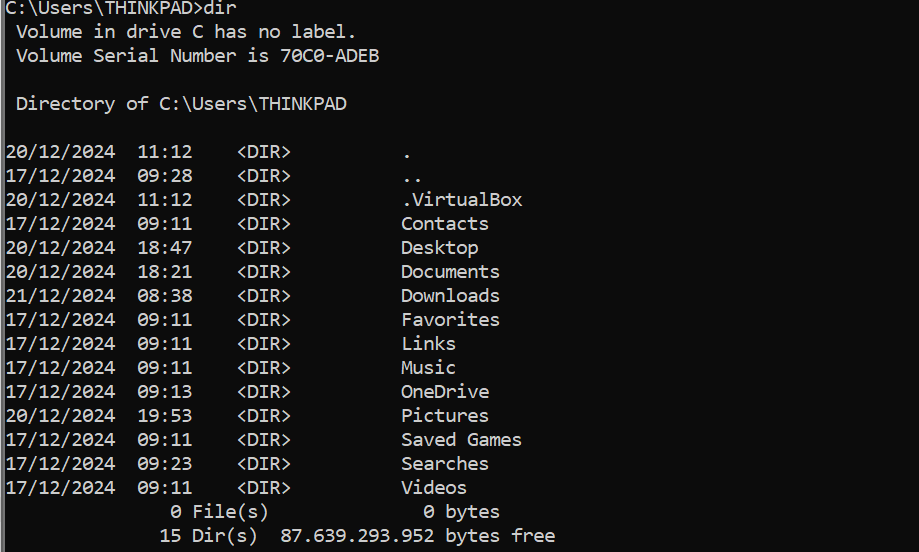 C:\Users\THINKPAD>dir
 Volume in drive C has no label.
 Volume Serial Number is 70C0-ADEB

 Directory of C:\Users\THINKPAD

20/12/2024  11:12    <DIR>          .
17/12/2024  09:28    <DIR>          ..
20/12/2024  11:12    <DIR>          .VirtualBox
17/12/2024  09:11    <DIR>          Contacts
20/12/2024  18:47    <DIR>          Desktop
20/12/2024  18:21    <DIR>          Documents
21/12/2024  08:38    <DIR>          Downloads
17/12/2024  09:11    <DIR>          Favorites
17/12/2024  09:11    <DIR>          Links
17/12/2024  09:11    <DIR>          Music
17/12/2024  09:13    <DIR>          OneDrive
20/12/2024  19:53    <DIR>          Pictures
17/12/2024  09:11    <DIR>          Saved Games
17/12/2024  09:23    <DIR>          Searches
17/12/2024  09:11    <DIR>          Videos
               0 File(s)              0 bytes
              15 Dir(s)  87.639.293.952 bytes free